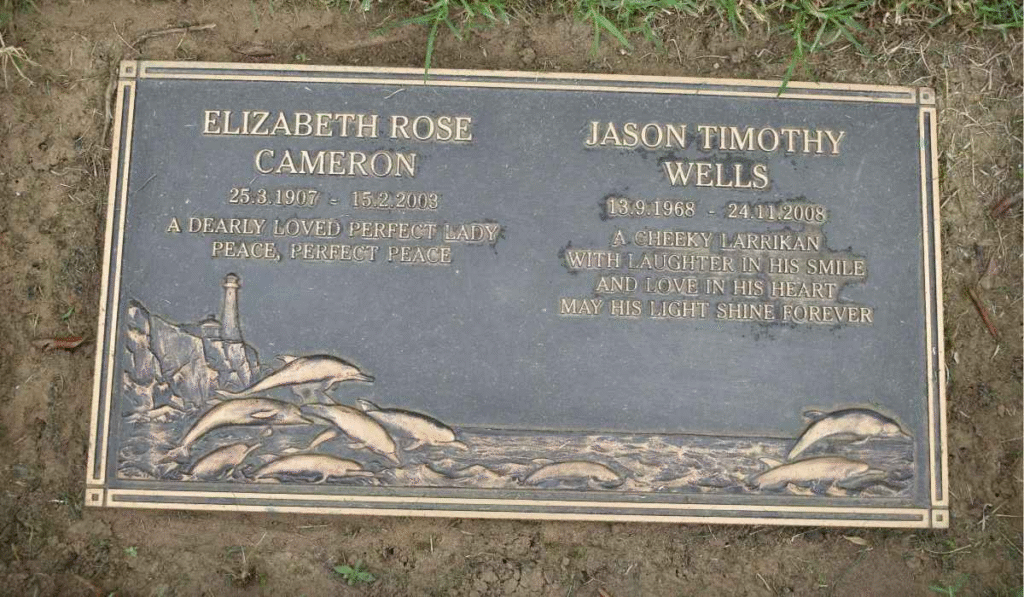 ELIZABETH ROSE
CAMERON
25.3.1907 - 15.2.2003
A DEARLY LOVED PERFECT LADY
PEACE, PERFECT PEACE
JASON TIMOTHY
WELLS
13.9.1968 - 24.11.2008
A CHEEKY LARRIKAN
WITH LAUGHTER IN HIS SMILE
AND LOVE IN HIS HEART
MAY HIS LIGHT SHINE FOREVER